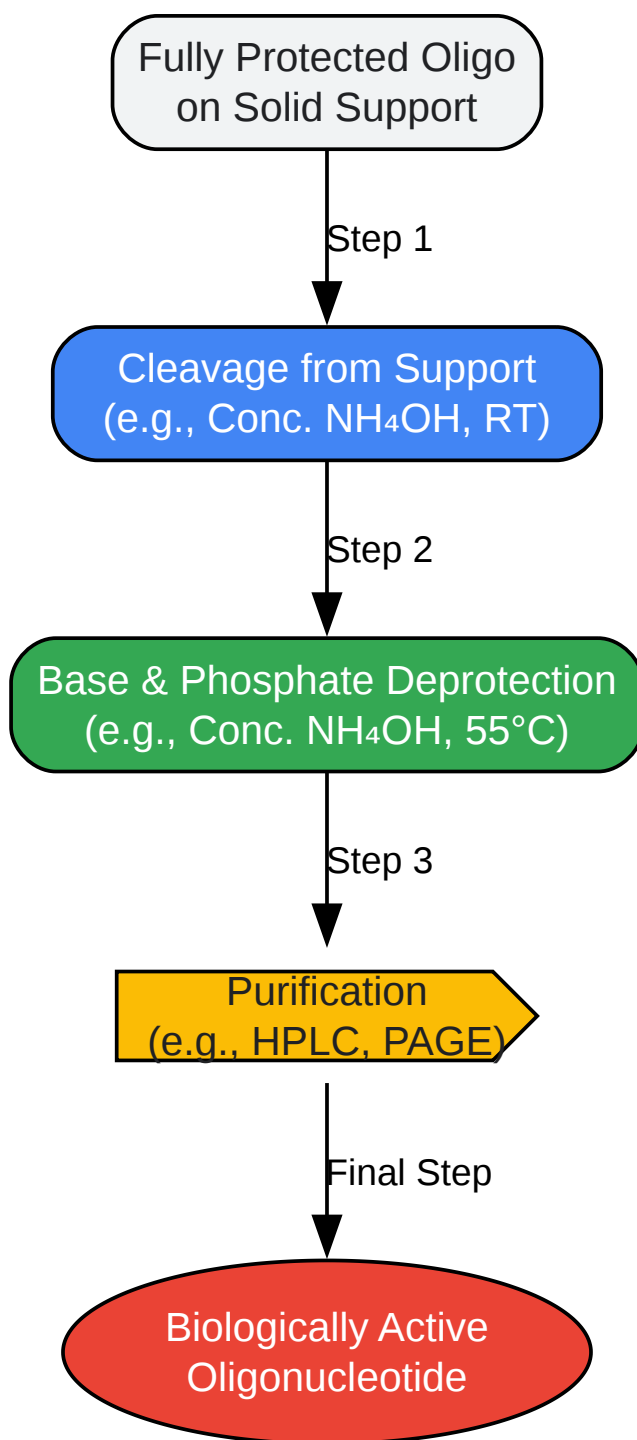 Fully Protected Oligo
on Solid Support
Step 1
Cleavage from Support
(e.g., Conc. NH₄OH, RT)
Step 2
Base & Phosphate Deprotection
(e.g., Conc. NH₄OH, 55°C)
Step 3
Purification
(e.g., HPLC, PAGE)
Final Step
Biologically Active
Oligonucleotide